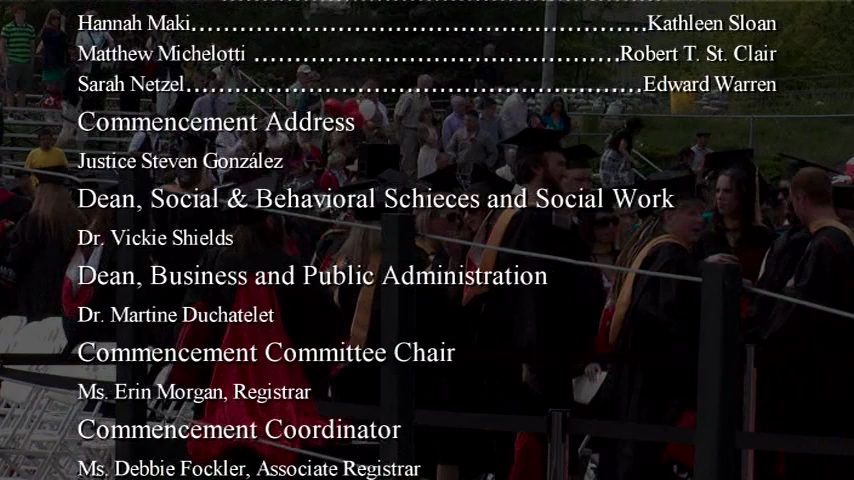 Hannah Maki..........................................................Kathleen Sloan
Matthew Michelotti ..............................................Robert T. St. Clair
Sarah Netzel..........................................................Edward Warren
Commencement Address
Justice Steven González
Dean, Social & Behavioral Schieces and Social Work
Dr. Vickie Shields
Dean, Business and Public Administration
Dr. Martine Duchatelet
Commencement Committee Chair
Ms. Erin Morgan, Registrar
Commencement Coordinator
Ms. Debbie Fockler, Associate Registrar